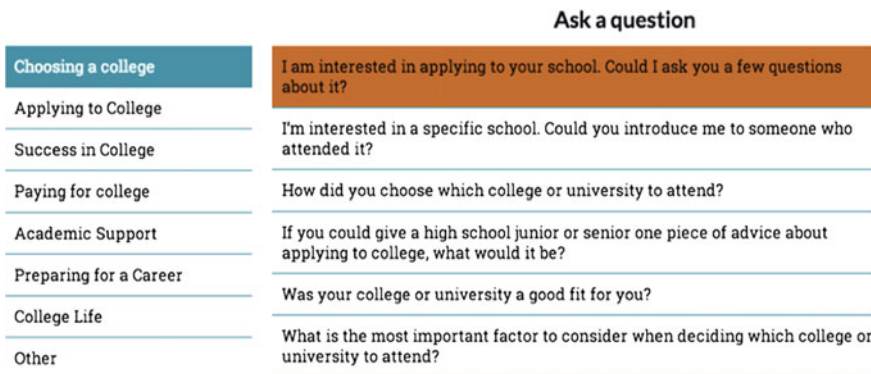 Ask a question
Choosing a college
Applying to College
Success in College
Paying for college
Academic Support
Preparing for a Career
College Life
Other
I am interested in applying to your school. Could I ask you a few questions
about it?
I'm interested in a specific school. Could you introduce me to someone who
attended it?
How did you choose which college or university to attend?
If you could give a high school junior or senior one piece of advice about
applying to college, what would it be?
Was your college or university a good fit for you?
What is the most important factor to consider when deciding which college or
university to attend?